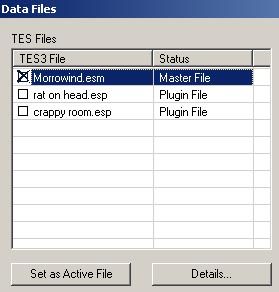 Data Files
TES Files
TES3 File Status
Morrowind.esm Master File
rat on head.esp Plugin File
crappy room.esp Plugin File
Set as Active File Details...